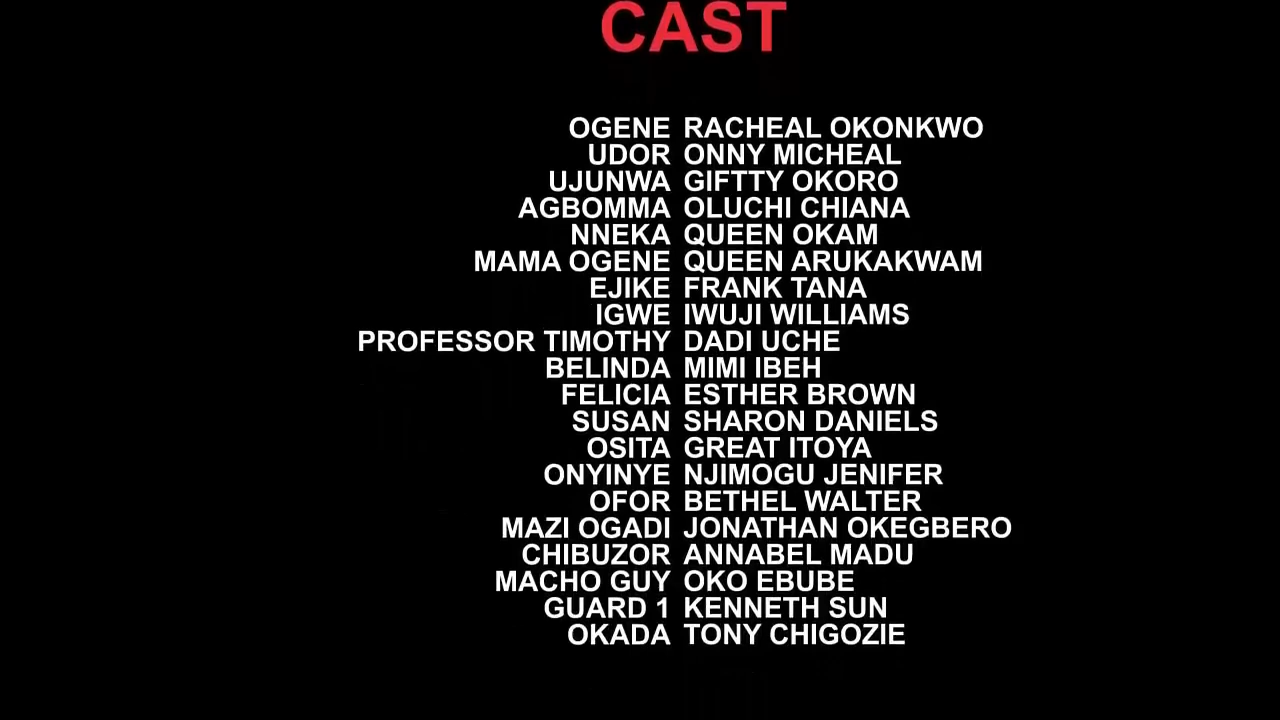 CAST
OGENE RACHEAL OKONKWO
UDOR ONNY MICHEAL
UJUNWA GIFTTY OKORO
AGBOMMA OLUCHI CHIANA
NNEKA QUEEN OKAM
MAMA OGENE QUEEN ARUKAKWAM
EJIKE FRANK TANA
IGWE IWUJI WILLIAMS
PROFESSOR TIMOTHY DADI UCHE
BELINDA MIMI IBEH
FELICIA ESTHER BROWN
SUSAN SHARON DANIELS
OSITA GREAT ITOYA
ONYINYE NJIMOGU JENIFER
OFOR BETHEL WALTER
MAZI OGADI JONATHAN OKEGBERO
CHIBUZOR ANNABEL MADU
MACHO GUY OKO EBUBE
GUARD 1 KENNETH SUN
OKADA TONY CHIGOZIE